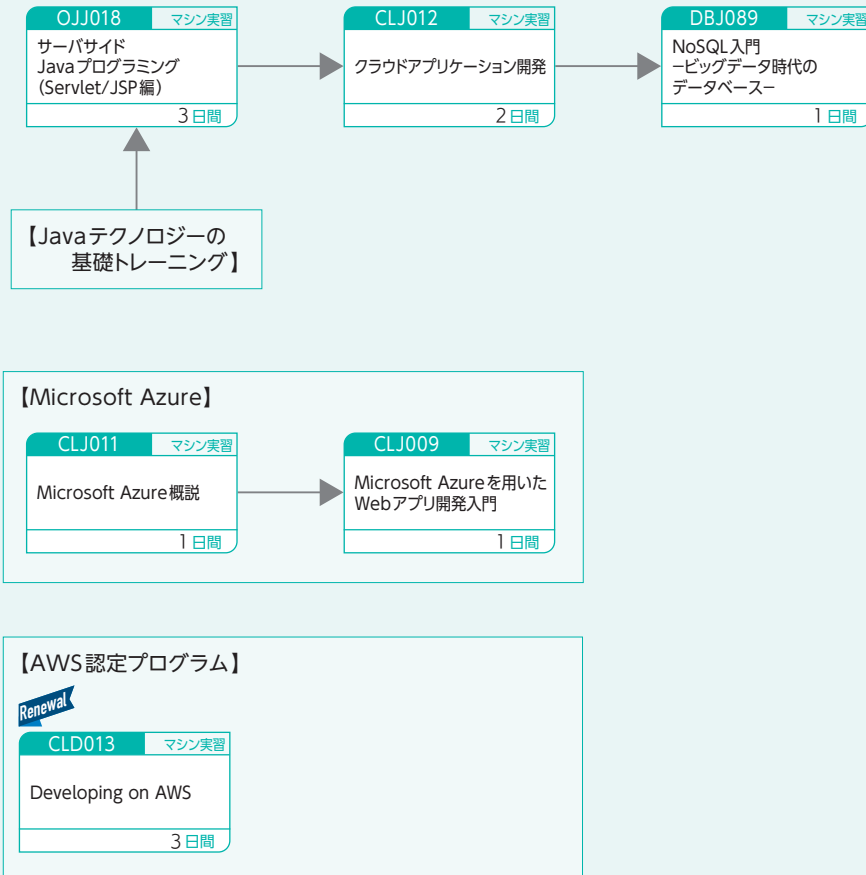 OJJ018 マシン実習
サーバサイド
Javaプログラミング
(Servlet/JSP編)
3日間
CLJ012 マシン実習
クラウドアプリケーション開発
2日間
DBJ089 マシン実習
NoSQL入門
−ビッグデータ時代の
データベース−
1日間
【Javaテクノロジーの
基礎トレーニング】
【Microsoft Azure】
CLJ011 マシン実習
Microsoft Azure概説
1日間
CLJ009 マシン実習
Microsoft Azureを用いた
Webアプリ開発入門
1日間
【AWS認定プログラム】
Renewal
CLD013 マシン実習
Developing on AWS
3日間